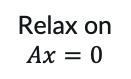 Relax on
Ax = 0